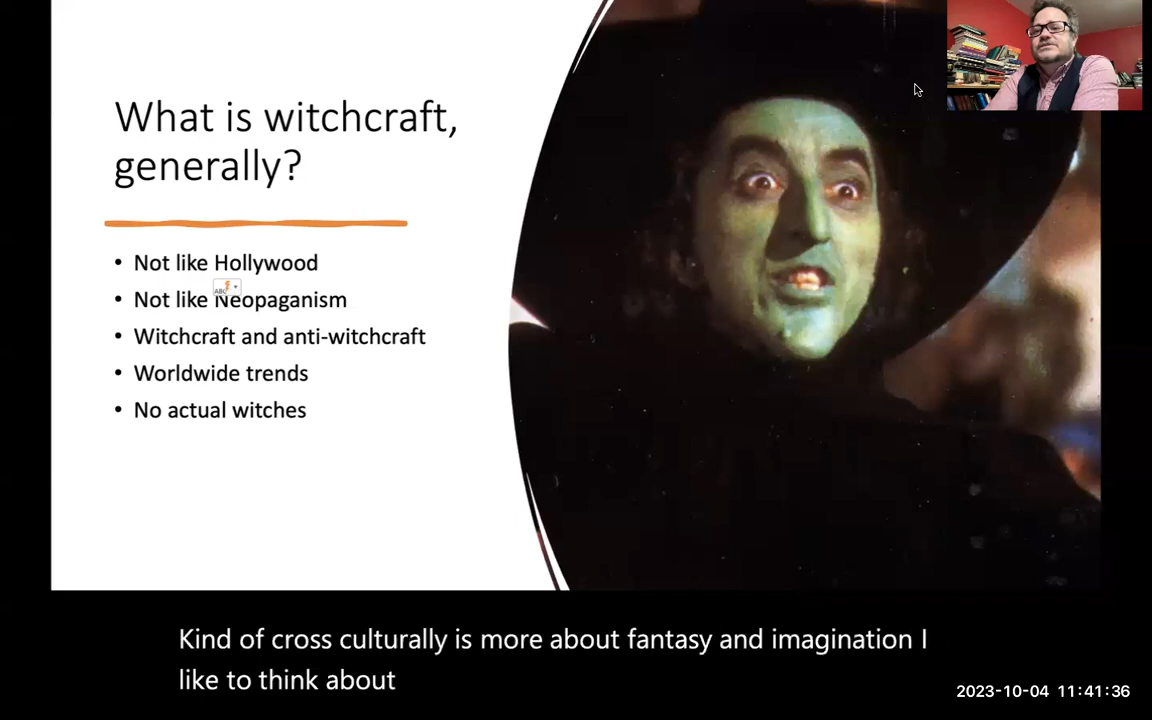 What is witchcraft,
generally?
• Not like Hollywood
ABC
• Not like Neopaganism
• Witchcraft and anti-witchcraft
• Worldwide trends
• No actual witches
Kind of cross culturally is more about fantasy and imagination I
like to think about
2023-10-04 11:41:36